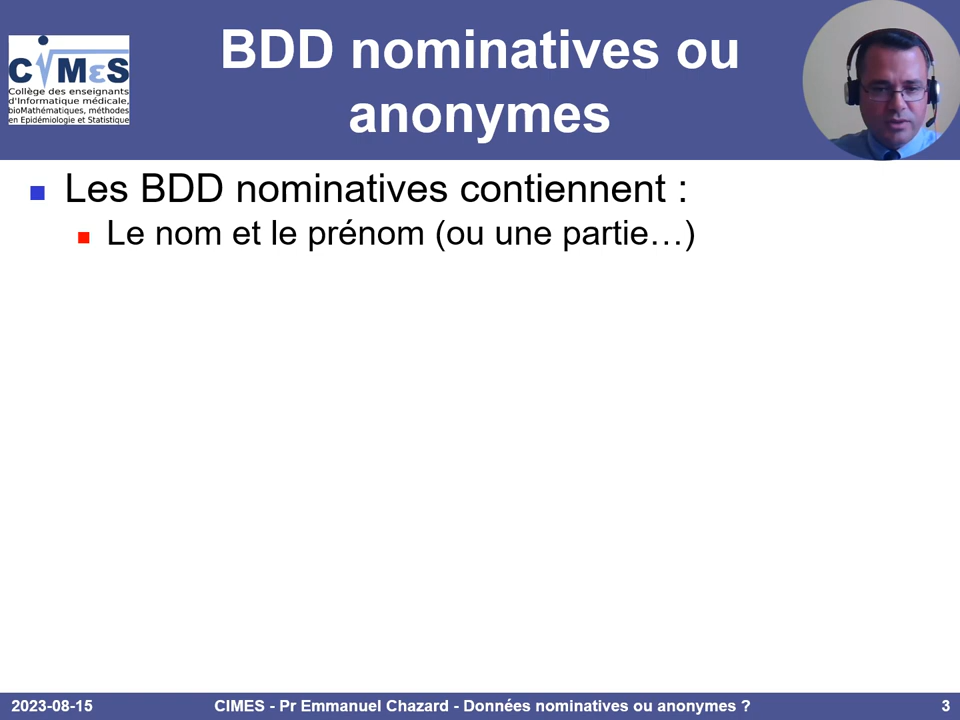 BDD nominatives ou
anonymes
CiMεS
Collège des enseignants
d'Informatique médicale,
bioMathématiques, méthodes
en Epidémiologie et Statistique
Les BDD nominatives contiennent :
Le nom et le prénom (ou une partie…)
2023-08-15
CIMES - Pr Emmanuel Chazard - Données nominatives ou anonymes ?
3